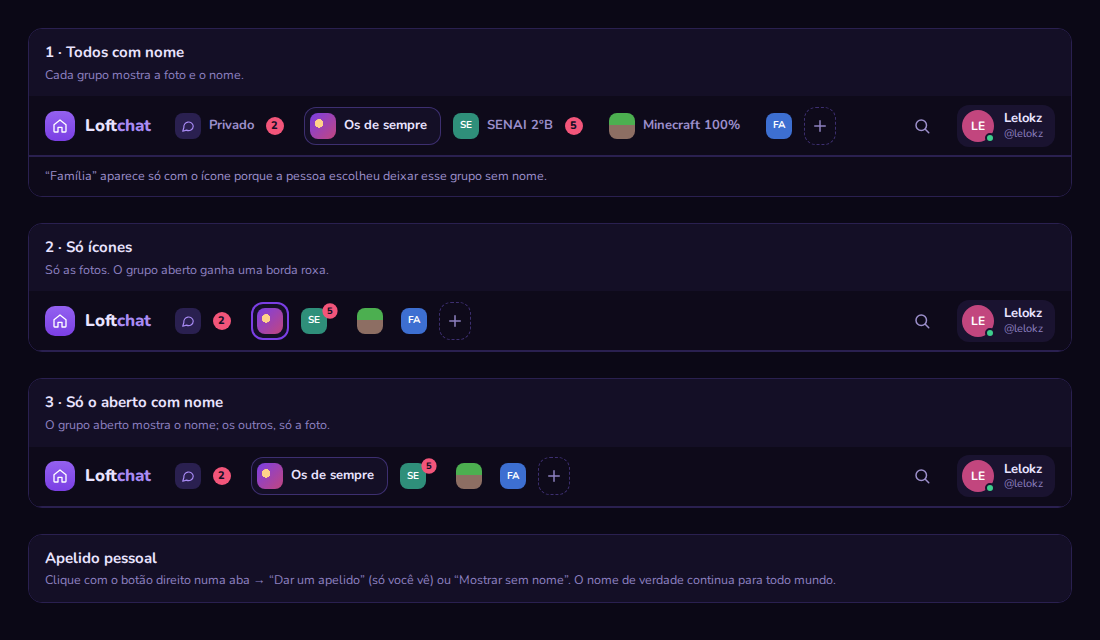 1 · Todos com nome
Cada grupo mostra a foto e o nome.
Loftchat Privado 2 Os de sempre SE SENAI 2ºB 5 Minecraft 100% FA + LE Lelokz
@lelokz
“Família” aparece só com o ícone porque a pessoa escolheu deixar esse grupo sem nome.
2 · Só ícones
Só as fotos. O grupo aberto ganha uma borda roxa.
Loftchat 2 SE 5 FA + LE Lelokz
@lelokz
3 · Só o aberto com nome
O grupo aberto mostra o nome; os outros, só a foto.
Loftchat 2 Os de sempre SE 5 FA + LE Lelokz
@lelokz
Apelido pessoal
Clique com o botão direito numa aba → “Dar um apelido” (só você vê) ou “Mostrar sem nome”. O nome de verdade continua para todo mundo.